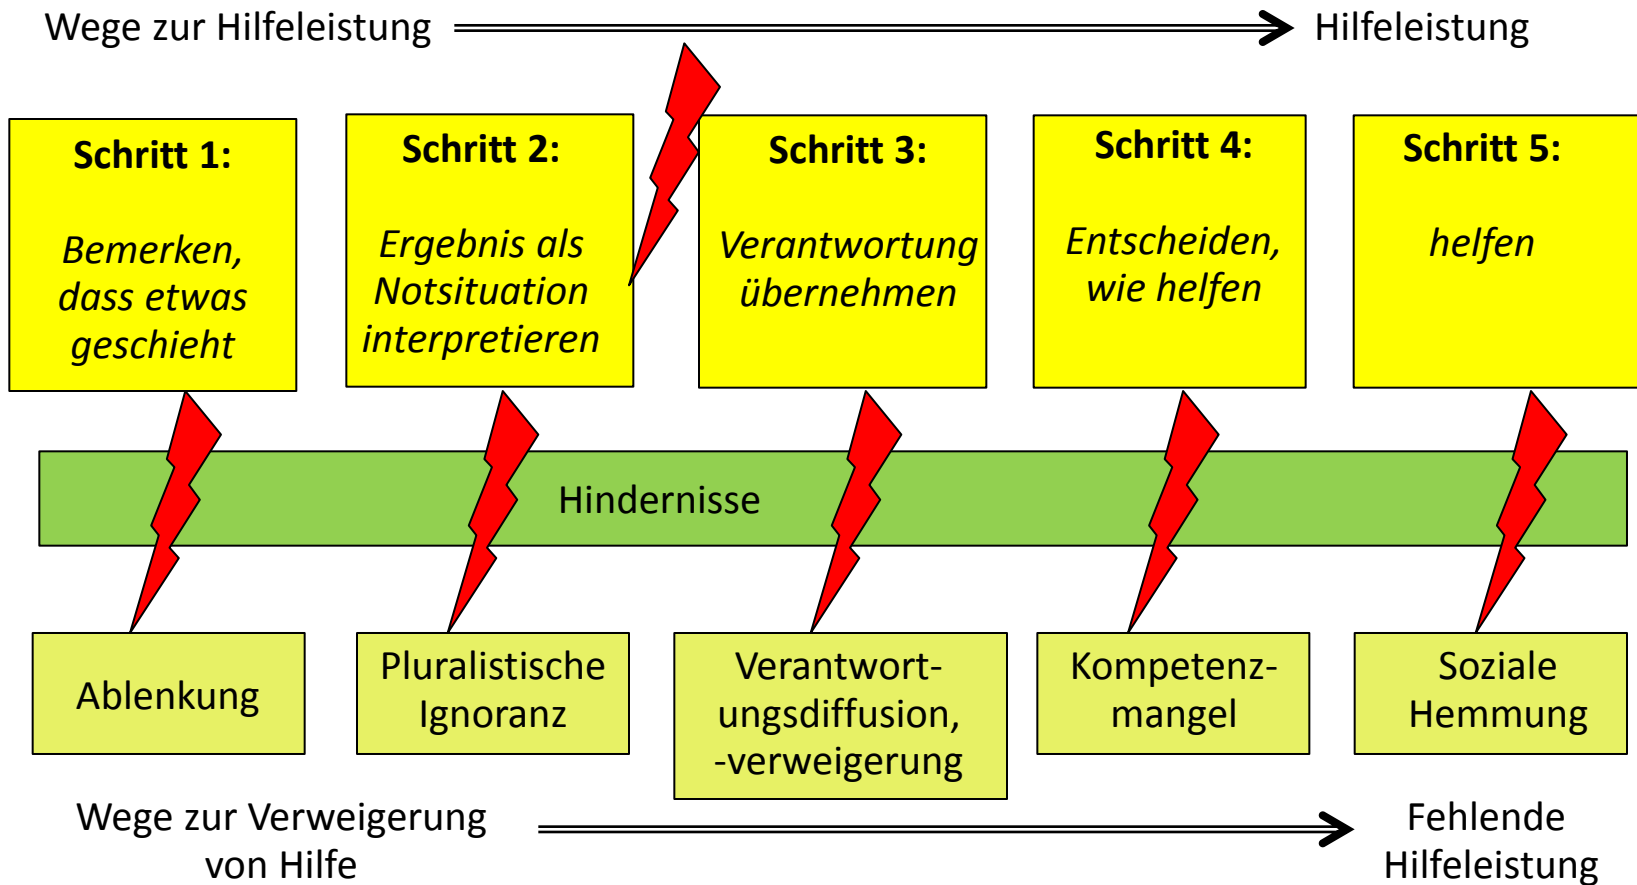 Wege zur Hilfeleistung
Hilfeleistung
Schritt 1:
Bemerken,
dass etwas
geschieht
Schritt 2:
Ergebnis als
Notsituation
interpretieren
Schritt 3:
Verantwortung
übernehmen
Schritt 4:
Entscheiden,
wie helfen
Schritt 5:
helfen
Hindernisse
Ablenkung
Pluralistische
Ignoranz
Verantwort-
ungsdiffusion,
-verweigerung
Kompetenz-
mangel
Soziale
Hemmung
Wege zur Verweigerung
von Hilfe
Fehlende
Hilfeleistung